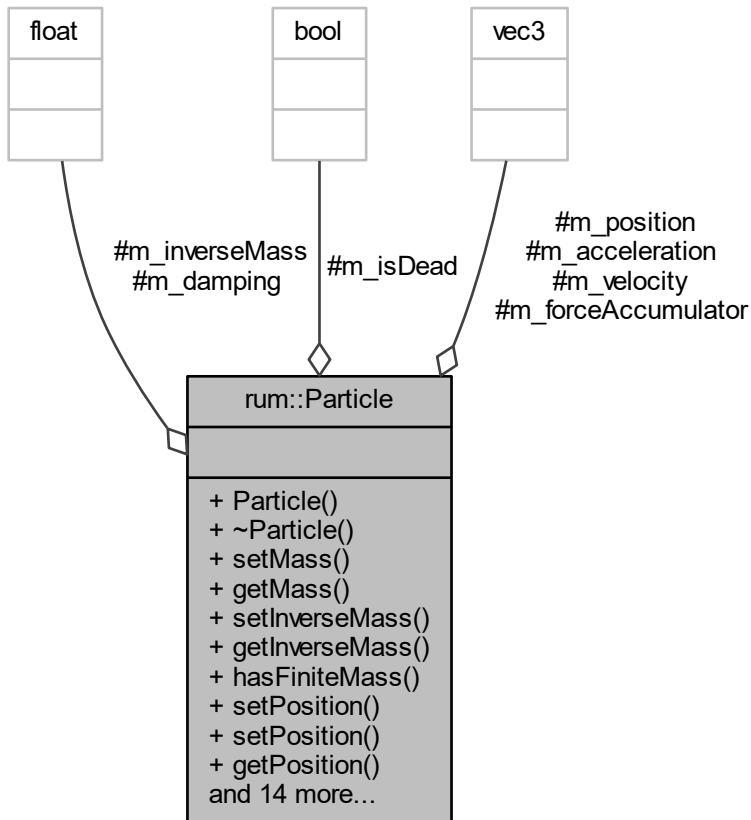 float
bool
vec3
#m_inverseMass
#m_damping
#m_isDead
#m_position
#m_acceleration
#m_velocity
#m_forceAccumulator
rum::Particle
+ Particle()
+ ~Particle()
+ setMass()
+ getMass()
+ setInverseMass()
+ getInverseMass()
+ hasFiniteMass()
+ setPosition()
+ setPosition()
+ getPosition()
and 14 more...